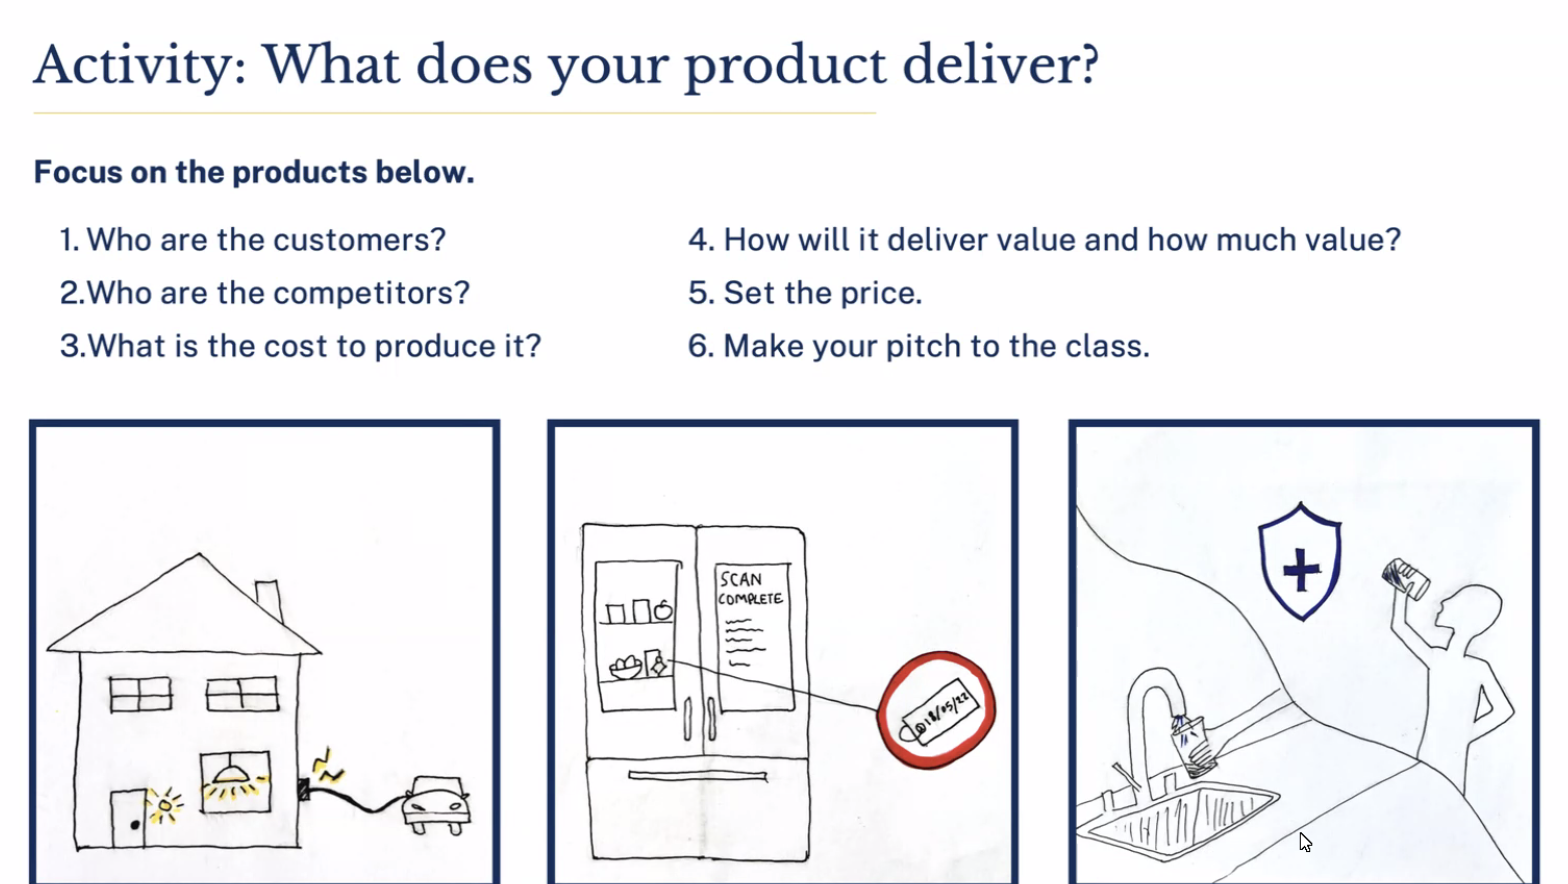 Activity: What does your product deliver?
Focus on the products below.
1. Who are the customers?
2.Who are the competitors?
3.What is the cost to produce it?
4. How will it deliver value and how much value?
5. Set the price.
6. Make your pitch to the class.
SCAN
COMPLETE
18/05/22